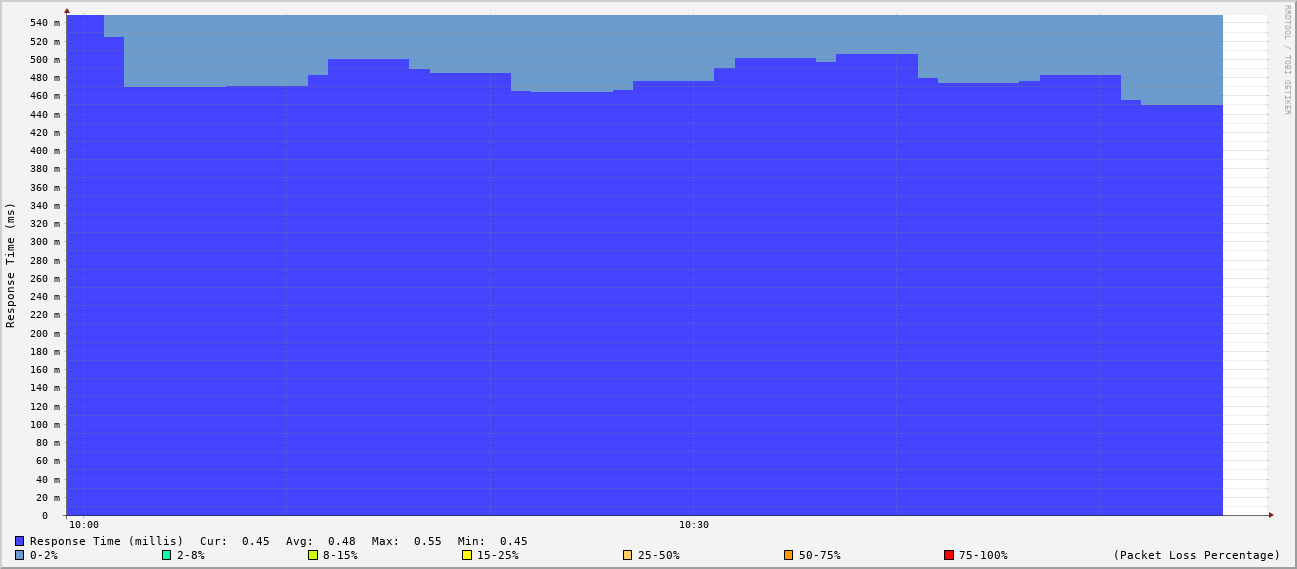 RRDTOOL / TOBI OETIKER
Response Time (ms)
540 m
520 m
500 m
480 m
460 m
440 m
420 m
400 m
380 m
360 m
340 m
320 m
300 m
280 m
260 m
240 m
220 m
200 m
180 m
160 m
140 m
120 m
100 m
80 m
60 m
40 m
20 m
0
10:00 10:30
Response Time (millis) Cur: 0.45 Avg: 0.48 Max: 0.55 Min: 0.45
0-2% 2-8% 8-15% 15-25% 25-50% 50-75% 75-100% (Packet Loss Percentage)